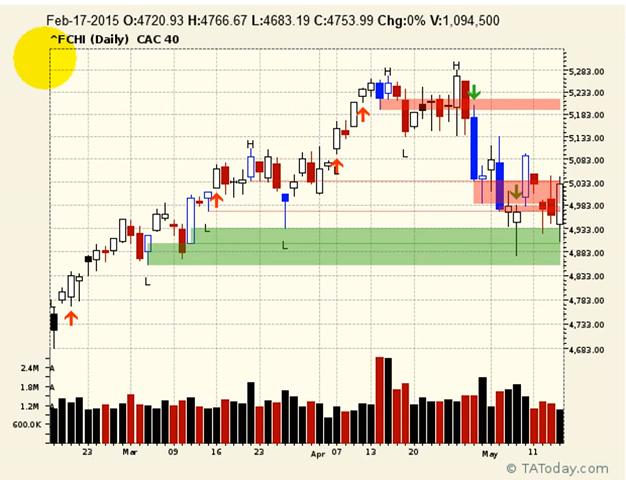 Feb-17-2015 O:4720.93 H:4766.67 L:4683.19 C:4753.99 Chg:0% V:1,094,500
^FCHI (Daily) CAC 40
H
H
H
5,283.00
5,233.00
5,183.00
5,133.00
5,083.00
5,033.00
4,983.00
4,933.00
4,883.00
4,833.00
4,783.00
4,733.00
4,683.00
L
L
L
L
L
2.4M
1.8M
1.2M
600.0K
23 Mar 09 16 23 Apr 07 13 20 May 11
© TAToday.com